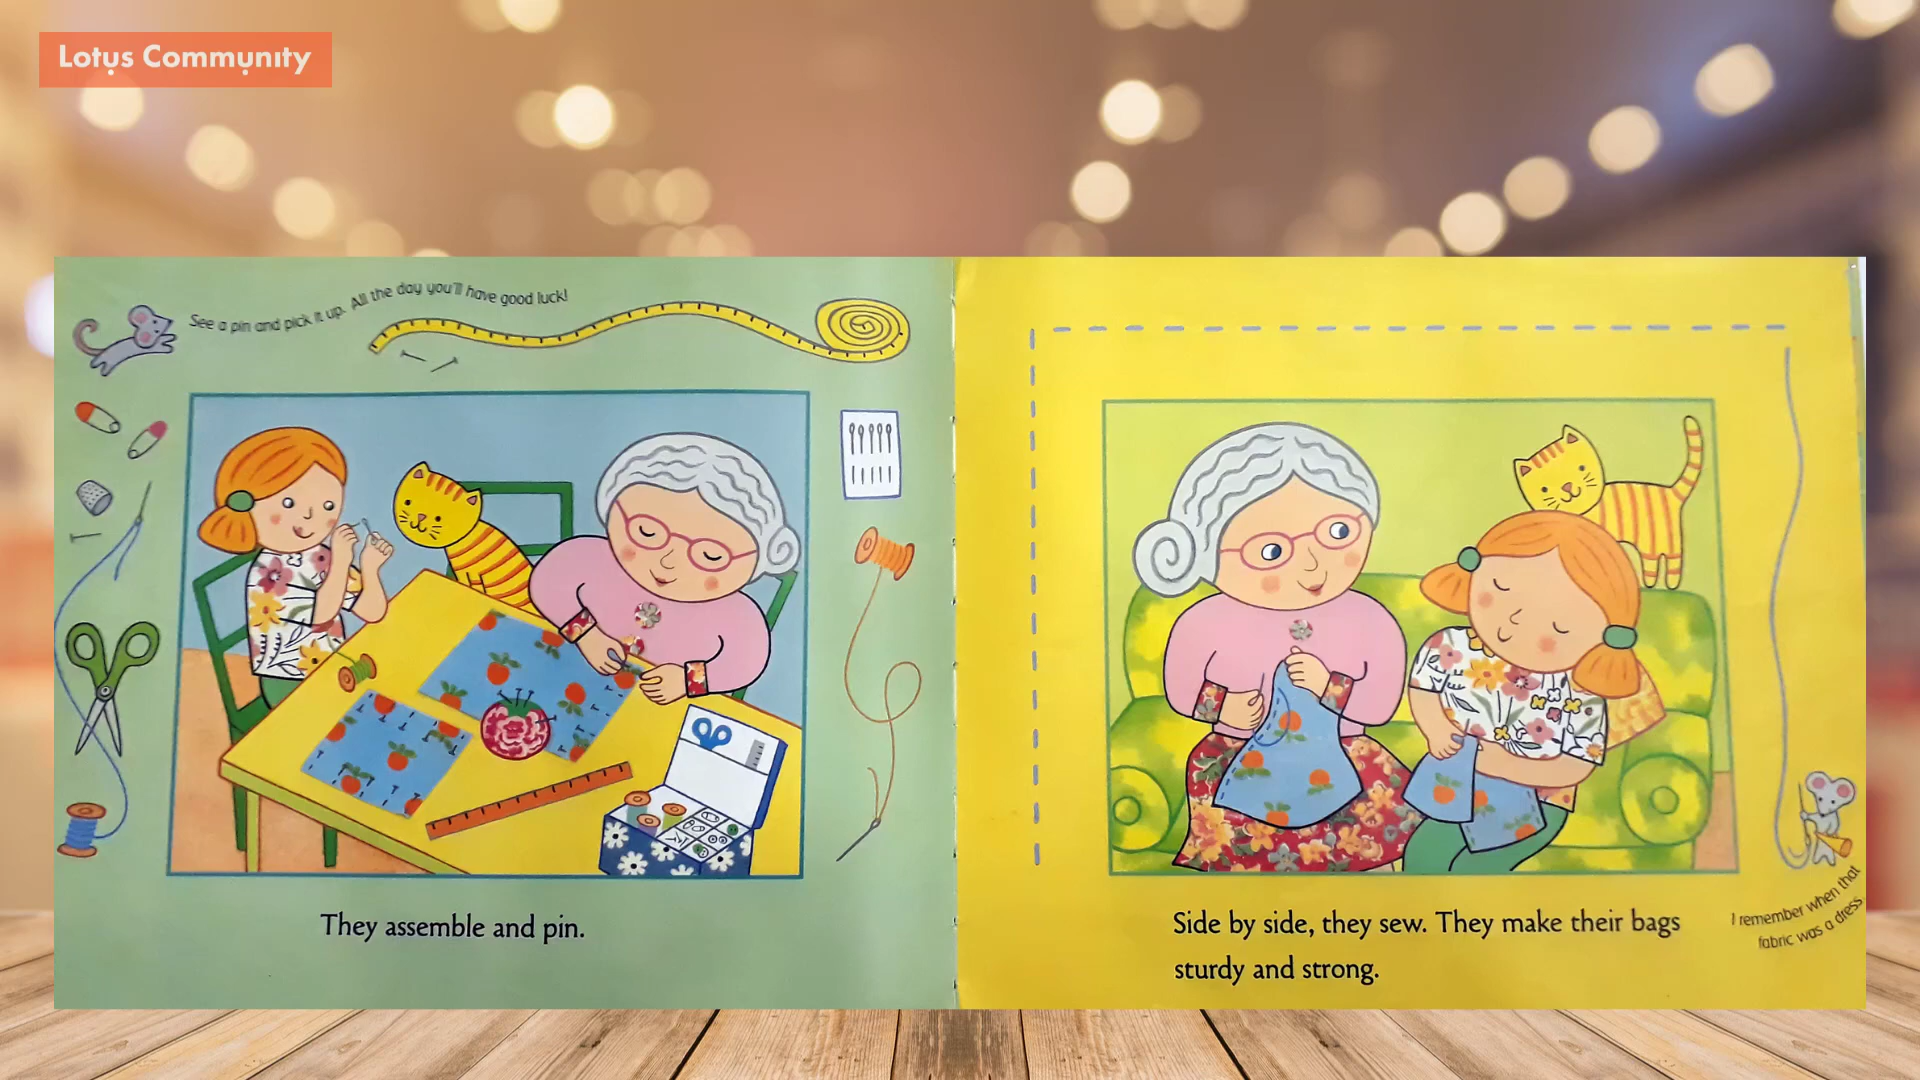 Lotus Community
See a pin and pick it up. All the day you'll have good luck!
They assemble and pin.
Side by side, they sew. They make their bags
sturdy and strong.
I remember when that
fabric was a dress.